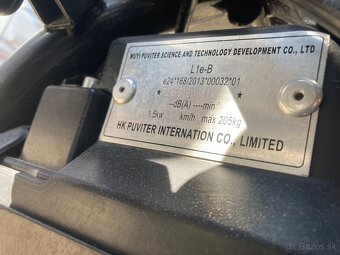 WUYI PUVITER SCIENCE AND TECHNOLOGY DEVELOPMENT CO., LTD
L1e-B
e24*168/2013*00032*01
* *
--dB(A) ----min⁻¹
1.5kw km/h max 205kg
HK PUVITER INTERNATION CO., LIMITED
Bazos.sk